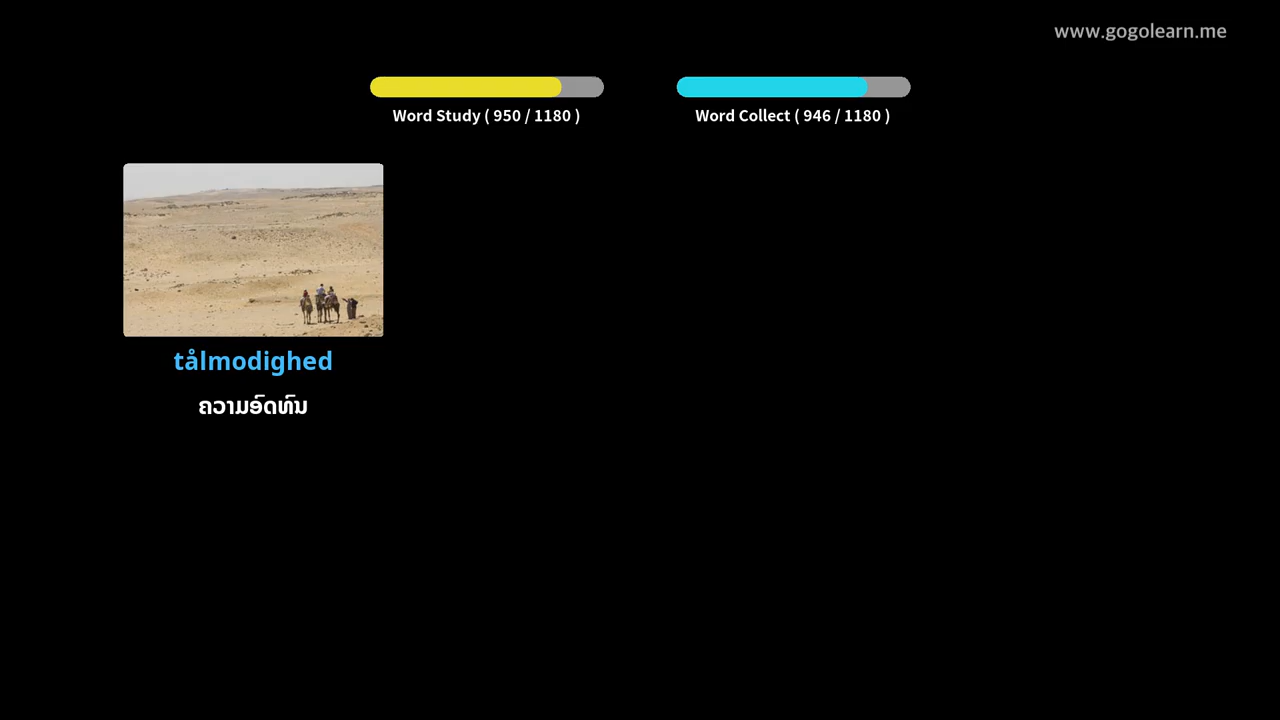 www.gogolearn.me
Word Study ( 950 / 1180 )
Word Collect ( 946 / 1180 )
tålmodighed
ຄວາມອົດທົນ